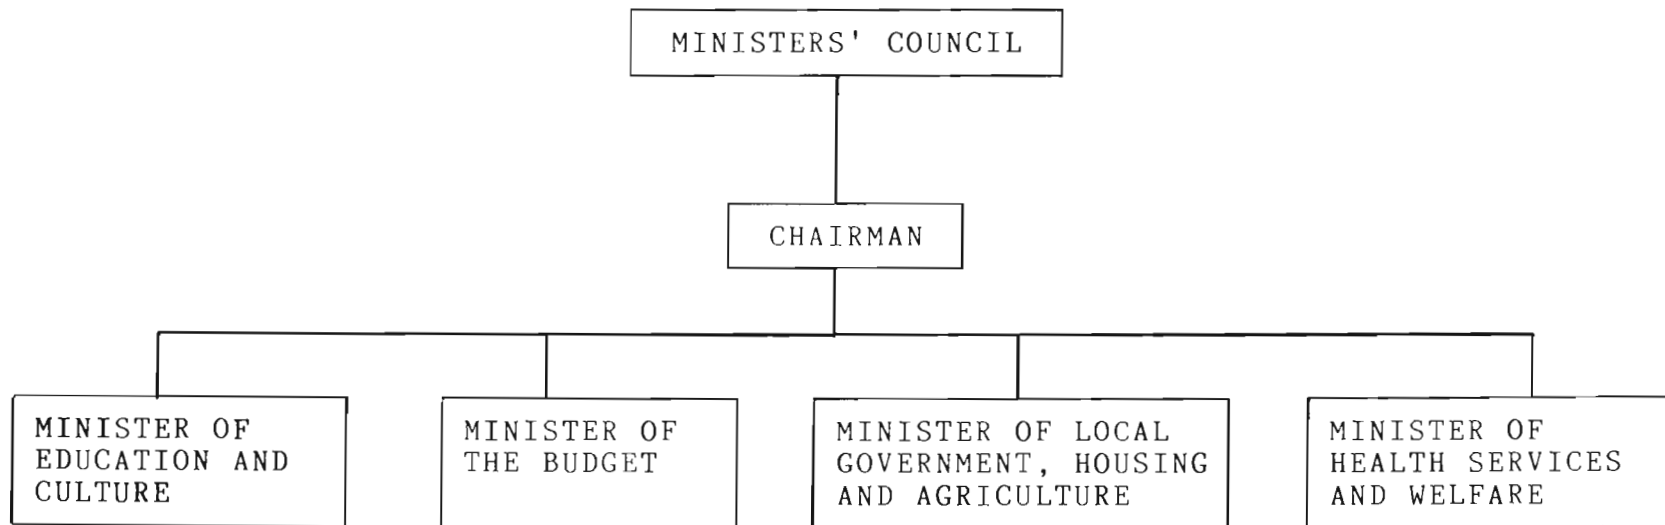 MINISTERS' COUNCIL
CHAIRMAN
MINISTER OF
EDUCATION AND
CULTURE
MINISTER OF
THE BUDGET
MINISTER OF LOCAL
GOVERNMENT, HOUSING
AND AGRICULTURE
MINISTER OF
HEALTH SERVICES
AND WELFARE